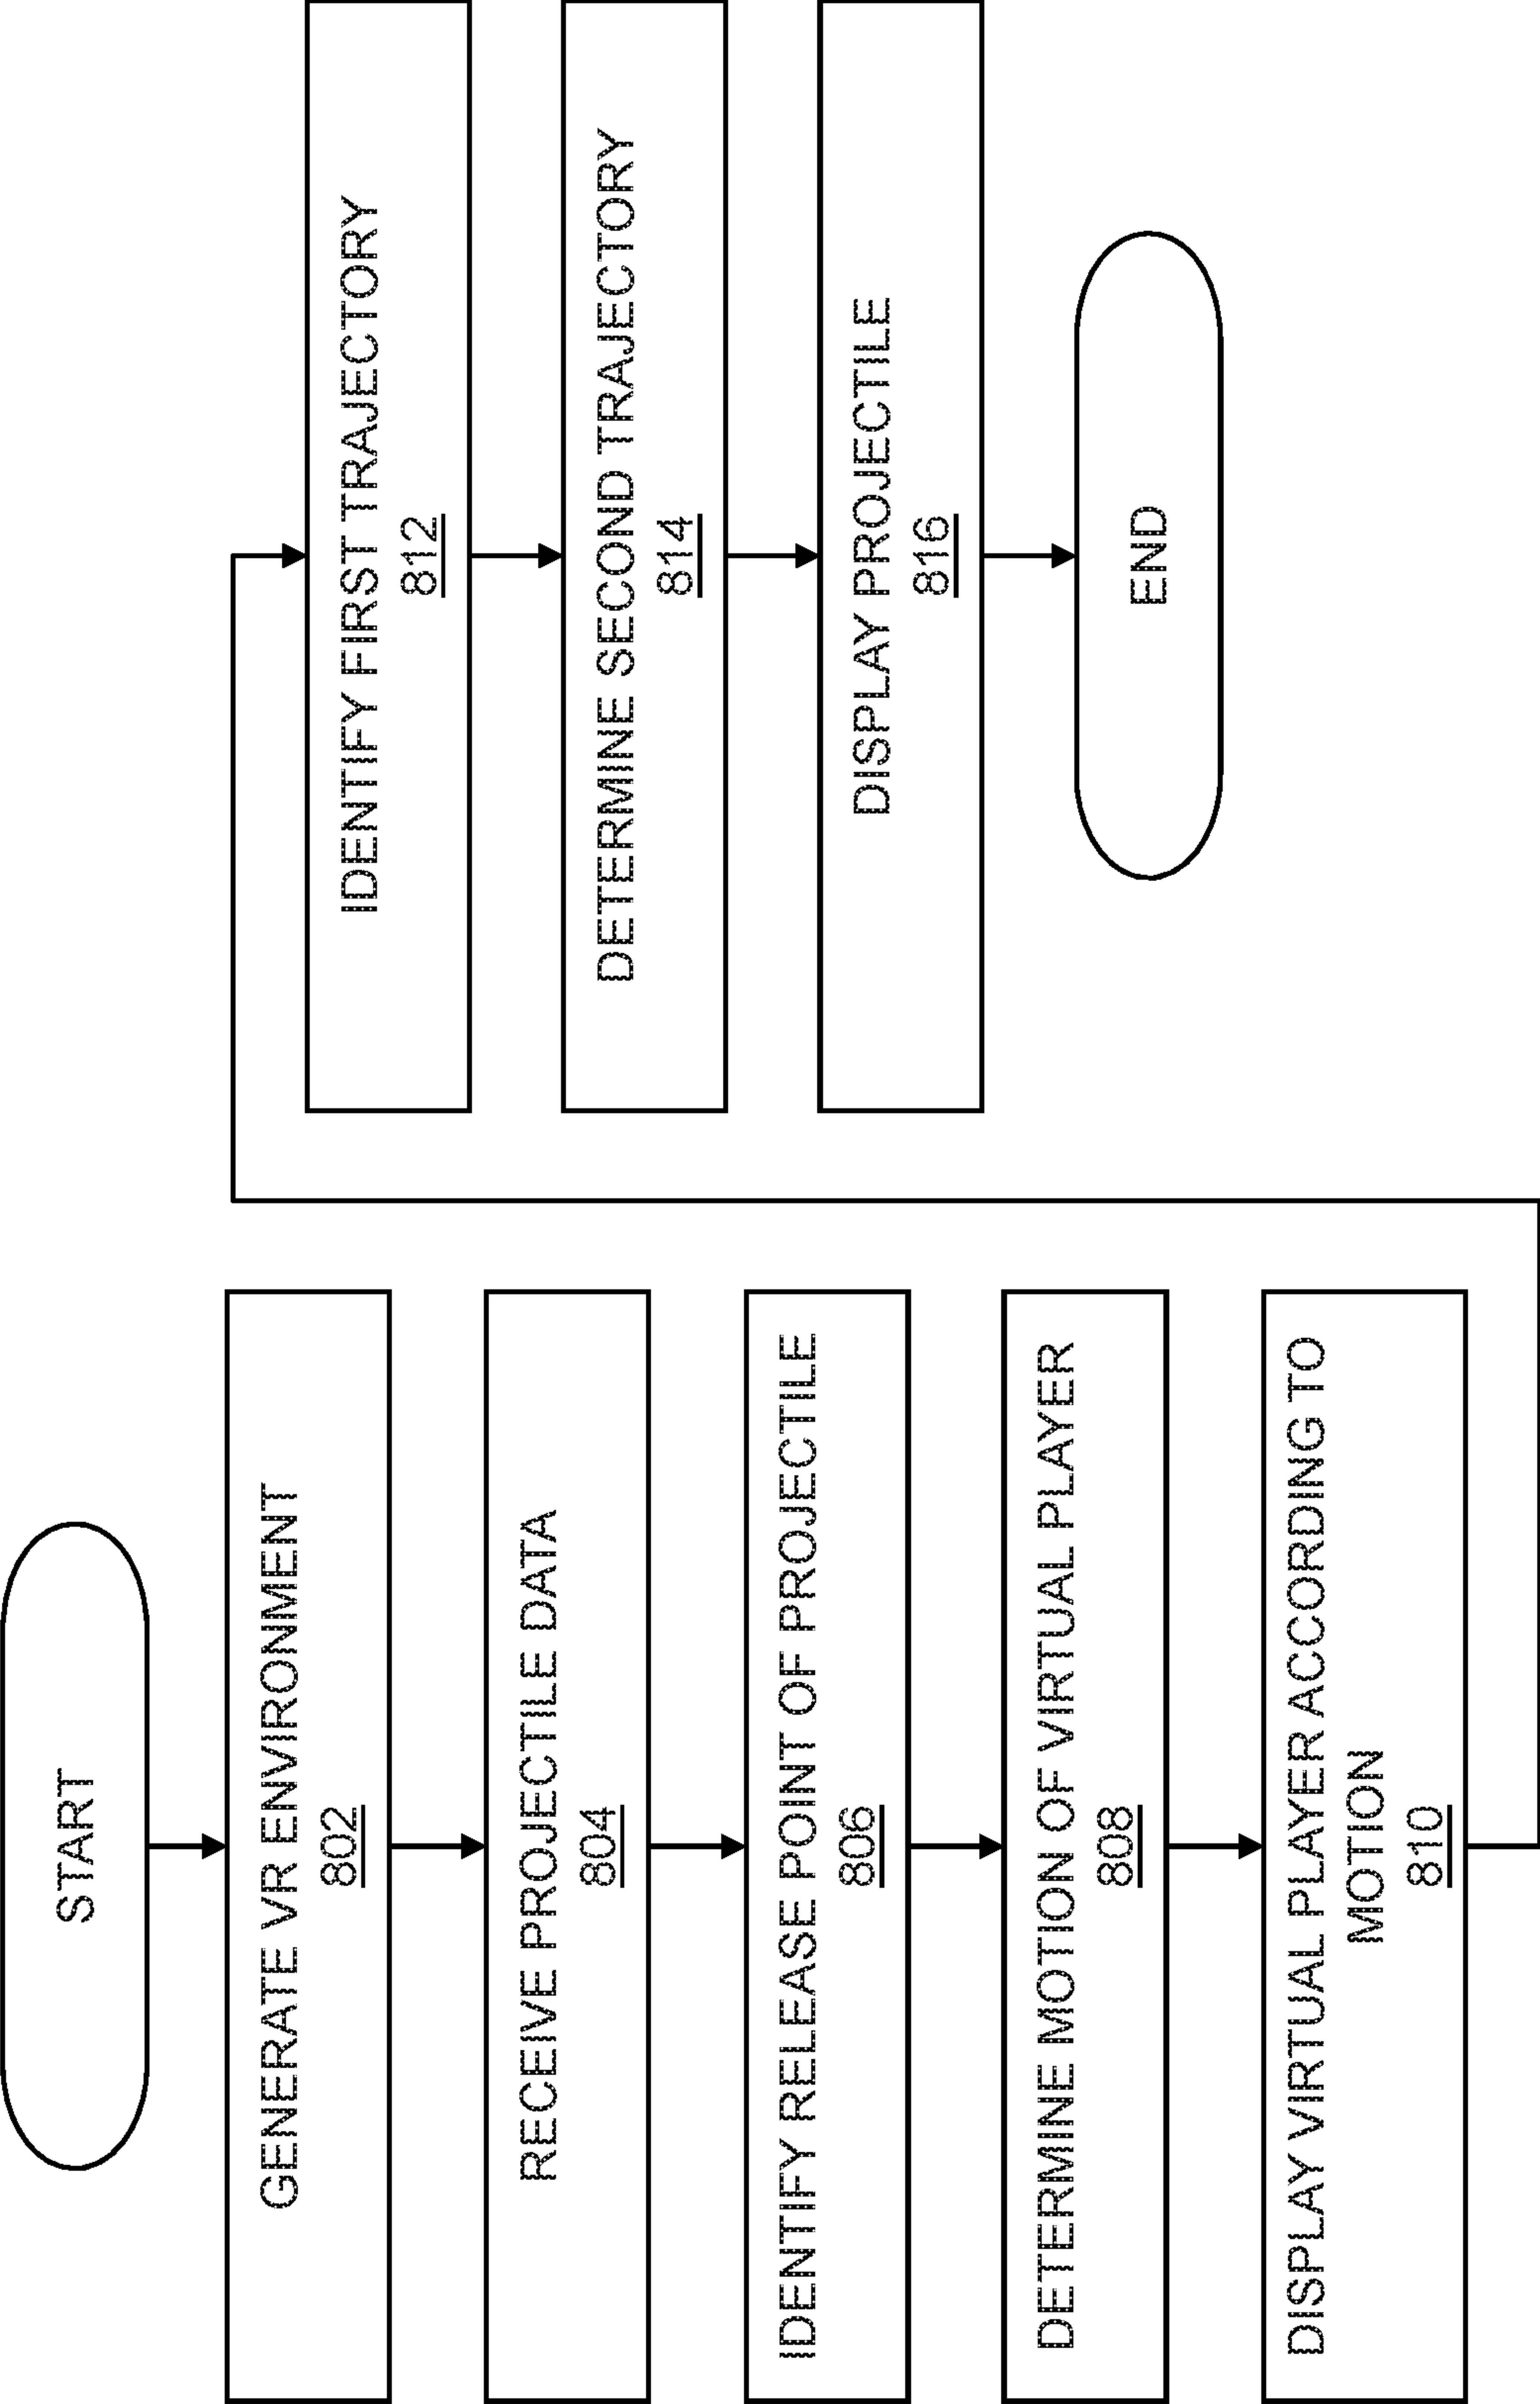 START
GENERATE VR ENVIRONMENT
802
RECEIVE PROJECTILE DATA
804
IDENTIFY RELEASE POINT OF PROJECTILE
806
DETERMINE MOTION OF VIRTUAL PLAYER
808
DISPLAY VIRTUAL PLAYER ACCORDING TO
MOTION
810
IDENTIFY FIRST TRAJECTORY
812
DETERMINE SECOND TRAJECTORY
814
DISPLAY PROJECTILE
816
END